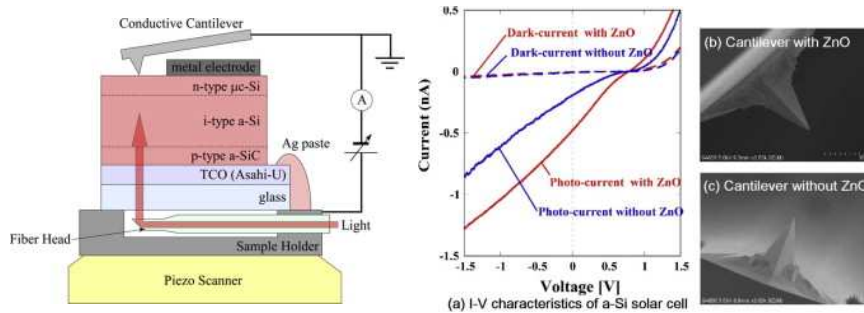 Conductive Cantilever
metal electrode
n-type μc-Si
i-type a-Si
p-type a-SiC
Ag paste
TCO (Asahi-U)
glass
A
Light
Fiber Head
Sample Holder
Piezo Scanner
Current (nA)
0.5
0
-0.5
-1
-1.5
Dark-current with ZnO
Dark-current without ZnO
Photo-current with ZnO
Photo-current without ZnO
-1.5 -1 -0.5 0 0.5 1 1.5
Voltage [V]
(a) I-V characteristics of a-Si solar cell
(b) Cantilever with ZnO
(c) Cantilever without ZnO